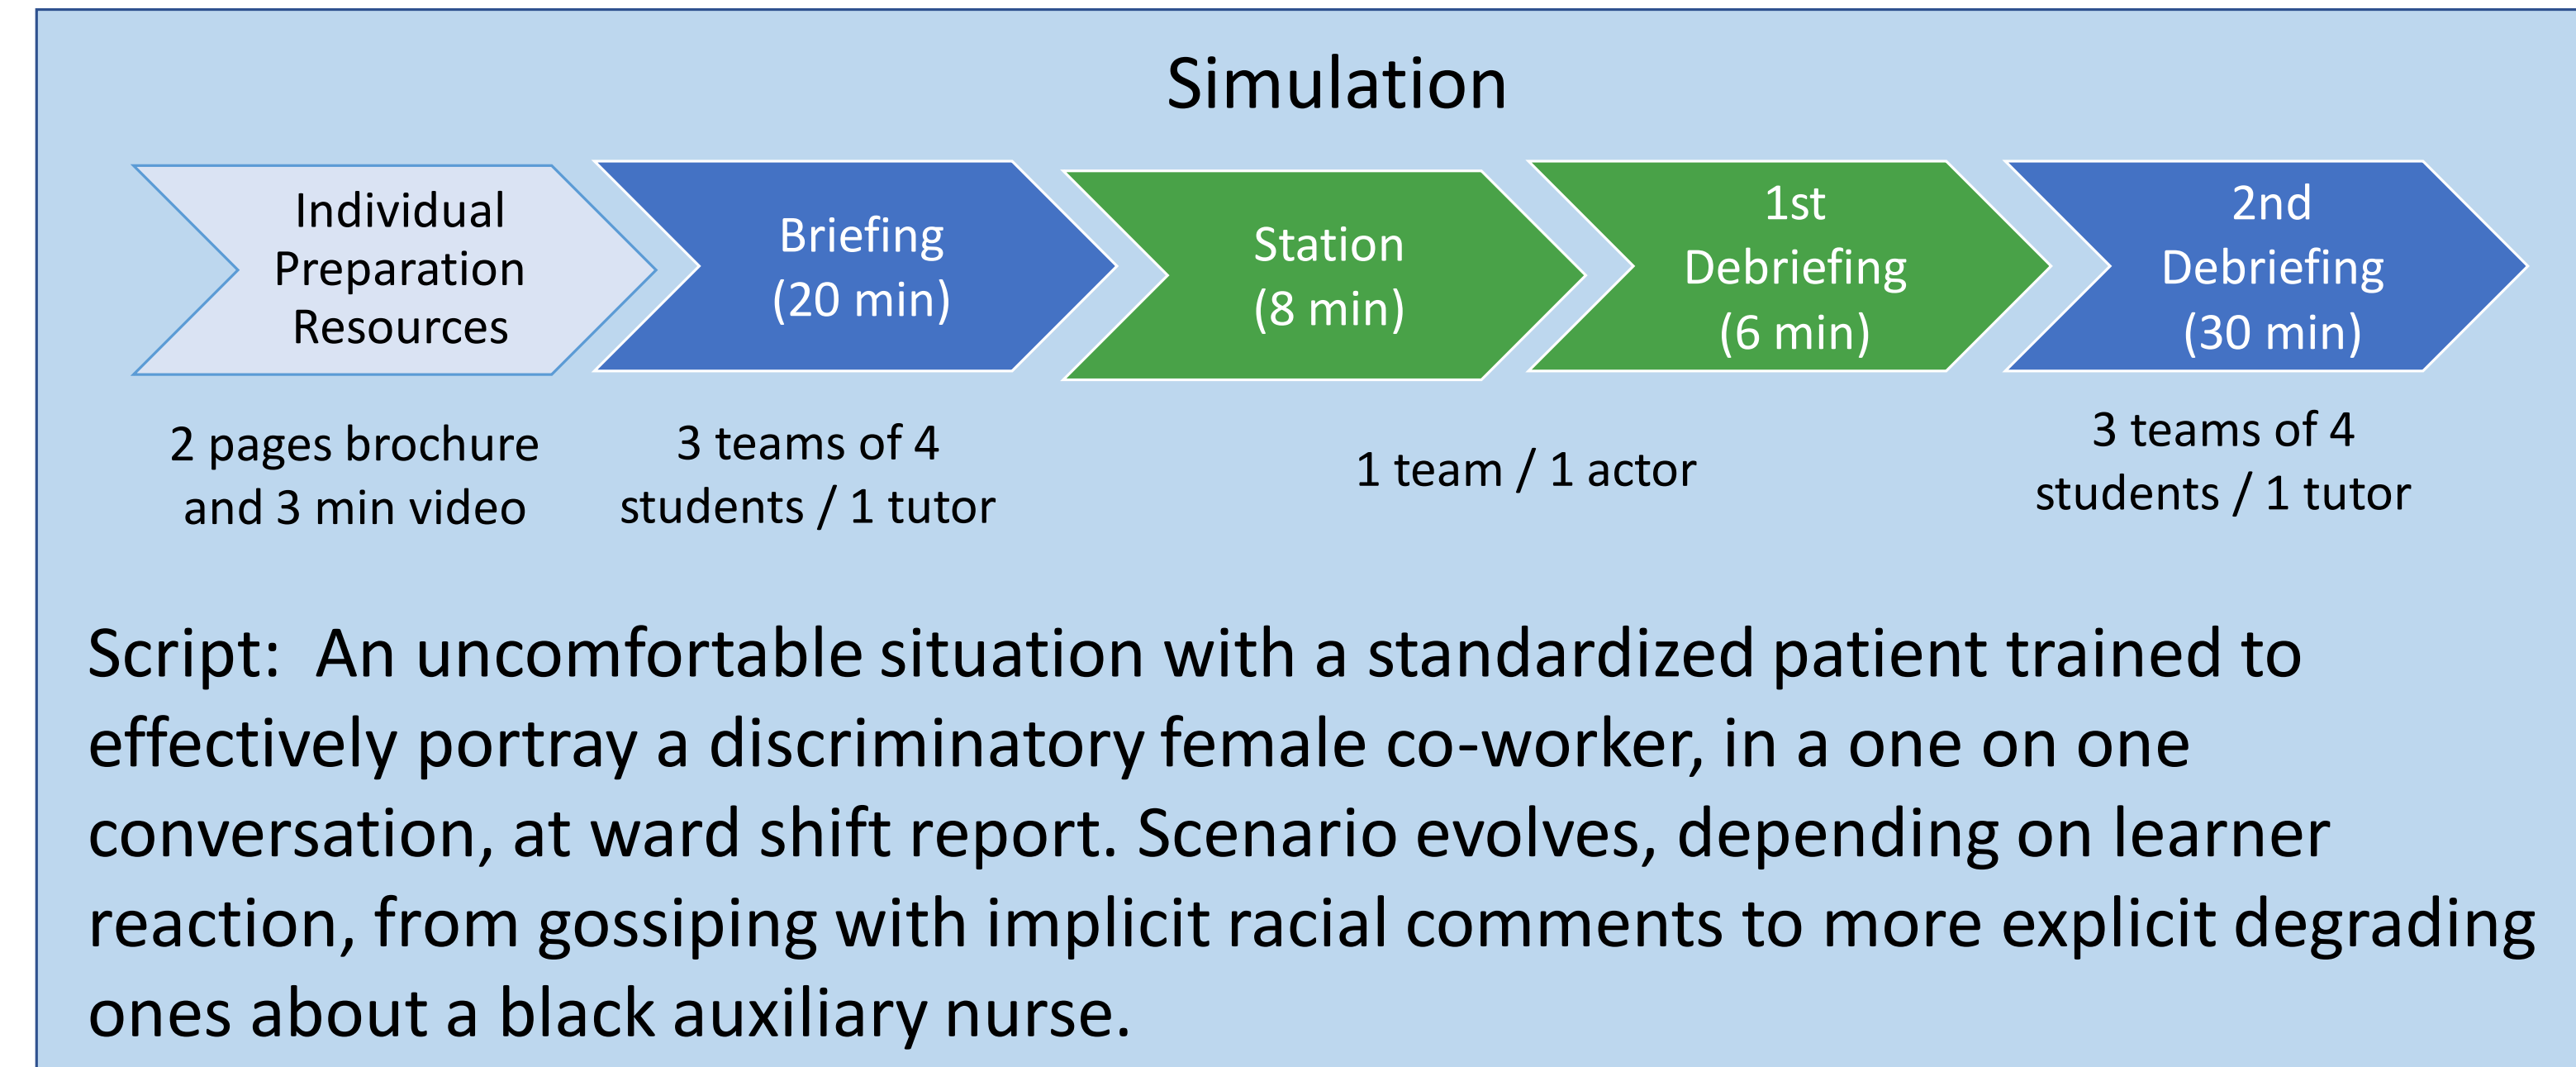 Simulation
Individual
Preparation
Resources
Briefing
(20 min)
Station
(8 min)
1st
Debriefing
(6 min)
2nd
Debriefing
(30 min)
2 pages brochure
and 3 min video
3 teams of 4
students / 1 tutor
1 team / 1 actor
3 teams of 4
students / 1 tutor
Script:  An uncomfortable situation with a standardized patient trained to
effectively portray a discriminatory female co-worker, in a one on one
conversation, at ward shift report. Scenario evolves, depending on learner
reaction, from gossiping with implicit racial comments to more explicit degrading
ones about a black auxiliary nurse.